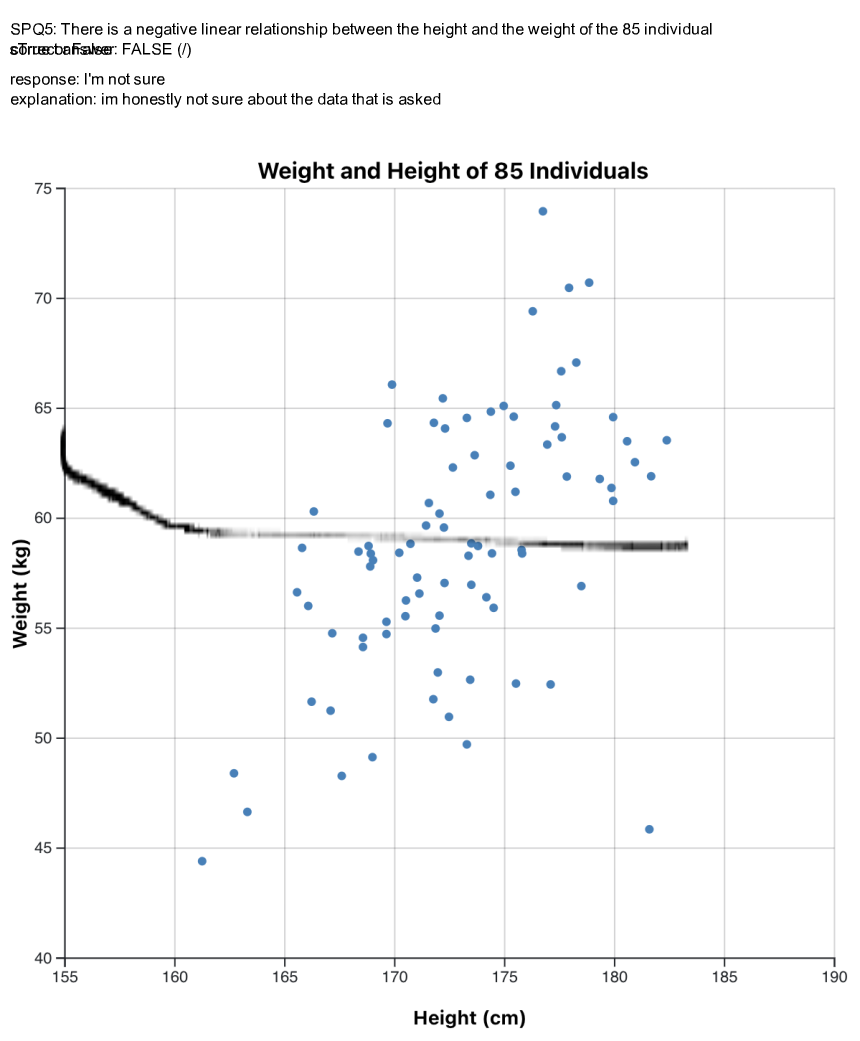 SPQ5: There is a negative linear relationship between the height and the weight of the 85 individual
FALSE (/)
response: I'm not sure
explanation: im honestly not sure about the data that is asked
Weight and Height of 85 Individuals
75
70
65
60
55
50
45
40
Weight (kg)
155 160 165 170 175 180 185 190
Height (cm)